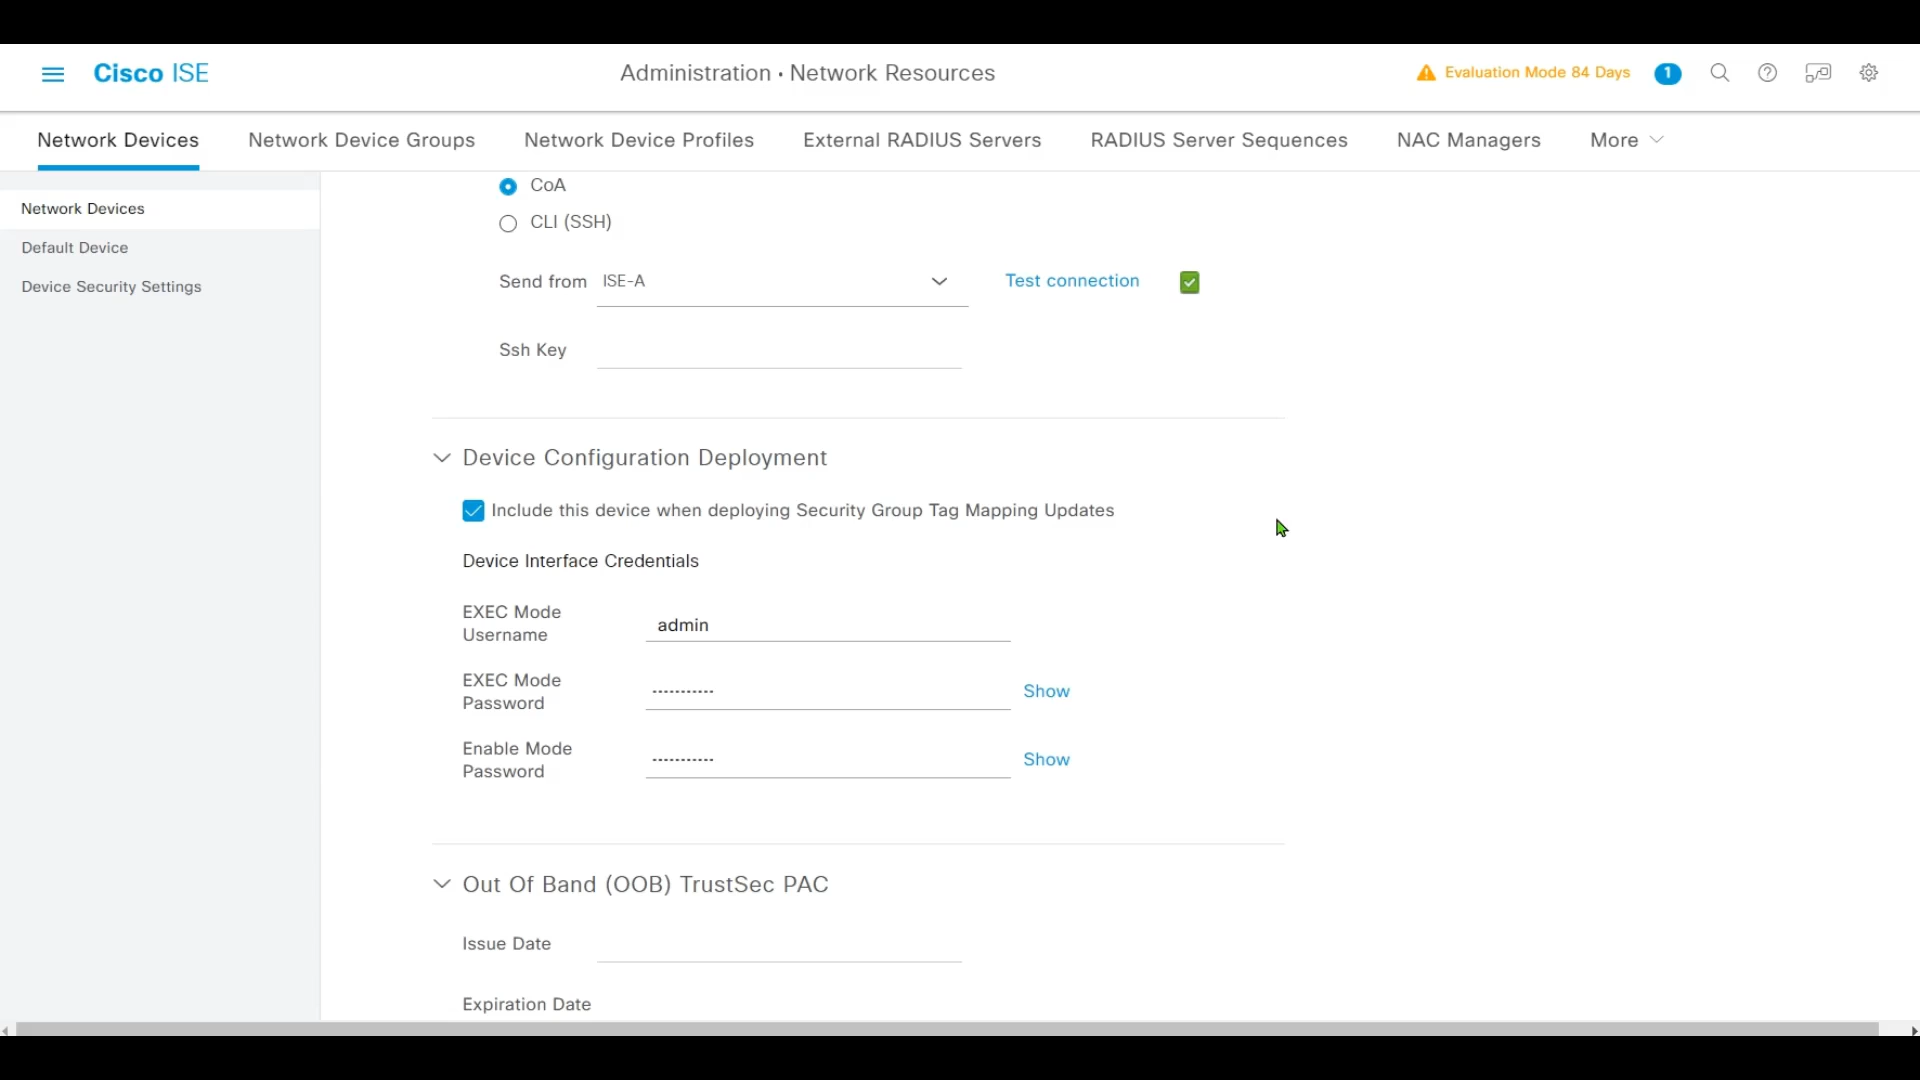 Cisco ISE
Administration · Network Resources
Evaluation Mode 84 Days
1
Network Devices
Network Device Groups
Network Device Profiles
External RADIUS Servers
RADIUS Server Sequences
NAC Managers
More
Network Devices
Default Device
Device Security Settings
CoA
CLI (SSH)
Send from ISE-A
Test connection
Ssh Key
Device Configuration Deployment
Include this device when deploying Security Group Tag Mapping Updates
Device Interface Credentials
EXEC Mode
Username
admin
EXEC Mode
Password
Show
Enable Mode
Password
Show
Out Of Band (OOB) TrustSec PAC
Issue Date
Expiration Date